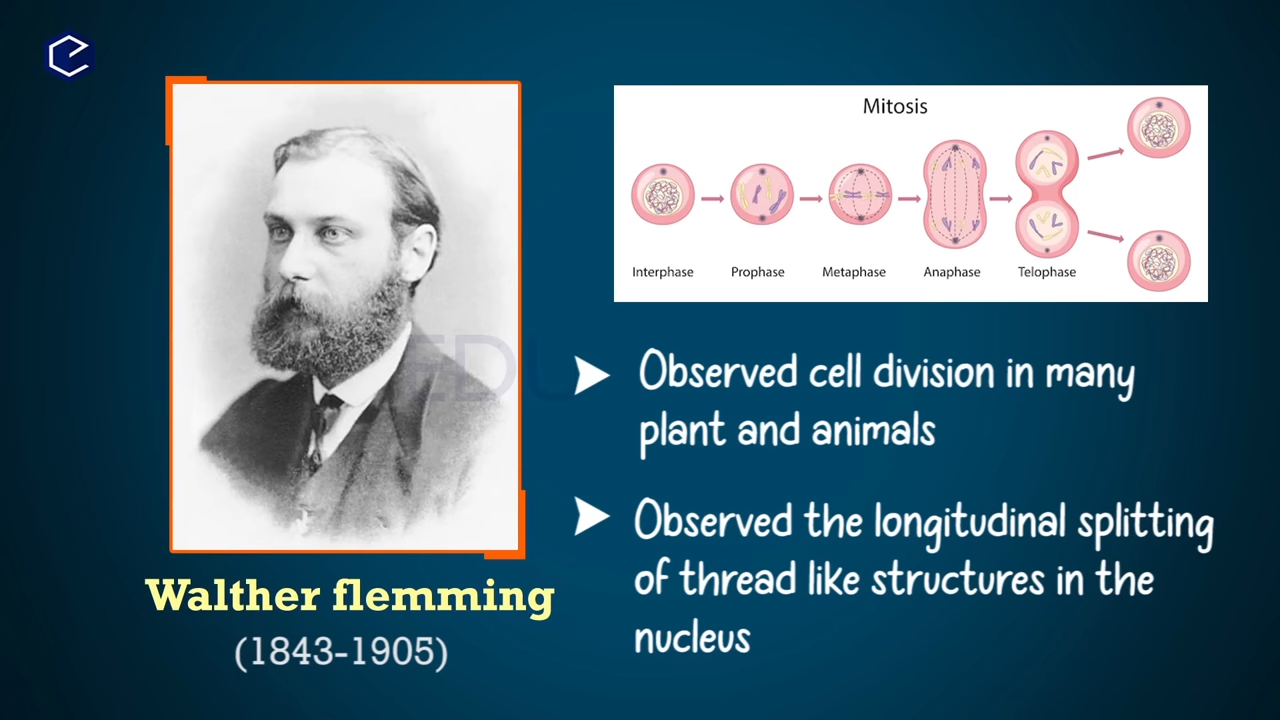 Mitosis
Interphase
Prophase
Metaphase
Anaphase
Telophase
EDU
Observed cell division in many
plant and animals
Observed the longitudinal splitting
of thread like structures in the
nucleus
Walther flemming
(1843-1905)